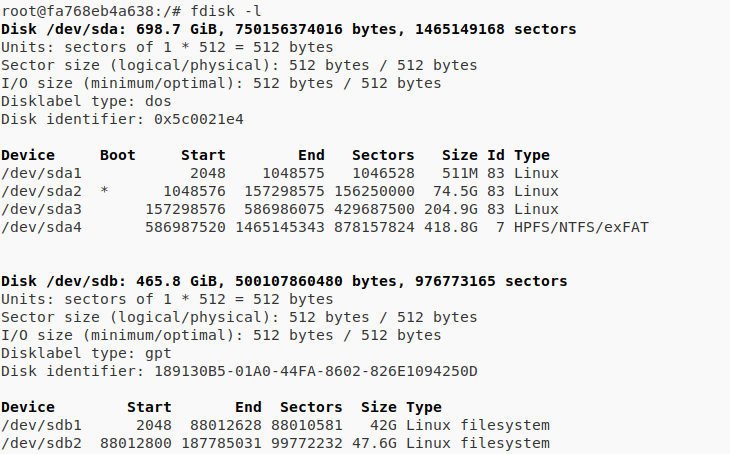 root@fa768eb4a638:/# fdisk -l
Disk /dev/sda: 698.7 GiB, 750156374016 bytes, 1465149168 sectors
Units: sectors of 1 * 512 = 512 bytes
Sector size (logical/physical): 512 bytes / 512 bytes
I/O size (minimum/optimal): 512 bytes / 512 bytes
Disklabel type: dos
Disk identifier: 0x5c0021e4
Device     Boot     Start        End   Sectors   Size Id Type
/dev/sda1            2048    1048575   1046528   511M 83 Linux
/dev/sda2  *      1048576  157298575 156250000  74.5G 83 Linux
/dev/sda3       157298576  586986075 429687500 204.9G 83 Linux
/dev/sda4       586987520 1465145343 878157824 418.8G  7 HPFS/NTFS/exFAT
Disk /dev/sdb: 465.8 GiB, 500107860480 bytes, 976773165 sectors
Units: sectors of 1 * 512 = 512 bytes
Sector size (logical/physical): 512 bytes / 512 bytes
I/O size (minimum/optimal): 512 bytes / 512 bytes
Disklabel type: gpt
Disk identifier: 189130B5-01A0-44FA-8602-826E1094250D
Device        Start       End  Sectors  Size Type
/dev/sdb1      2048  88012628 88010581   42G Linux filesystem
/dev/sdb2  88012800 187785031 99772232 47.6G Linux filesystem